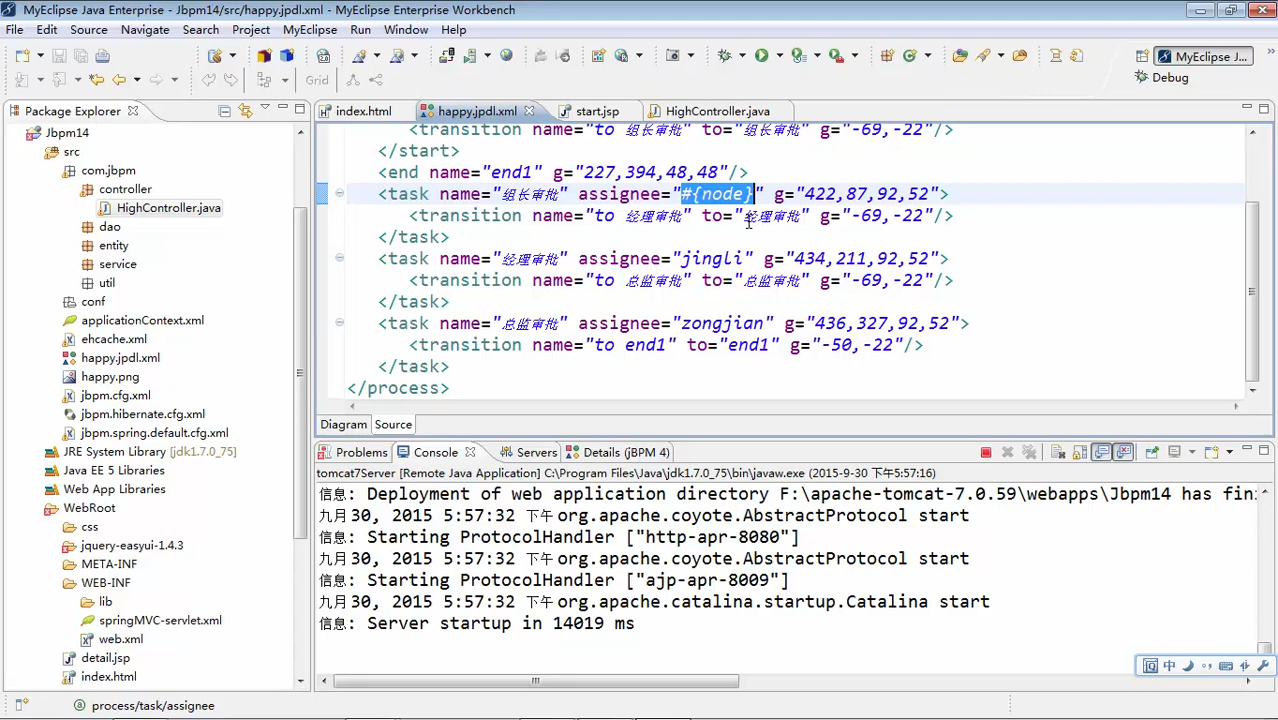 MyEclipse Java Enterprise - Jbpm14/src/happy.jpdl.xml - MyEclipse Enterprise Workbench
File Edit Source Navigate Search Project MyEclipse Run Window Help
Grid
MyEclipse J...
Debug
Package Explorer
Jbpm14
src
com.jbpm
controller
HighController.java
dao
entity
service
util
conf
applicationContext.xml
ehcache.xml
happy.jpdl.xml
happy.png
jbpm.cfg.xml
jbpm.hibernate.cfg.xml
jbpm.spring.default.cfg.xml
JRE System Library [jdk1.7.0_75]
Java EE 5 Libraries
Web App Libraries
WebRoot
css
jquery-easyui-1.4.3
META-INF
WEB-INF
lib
springMVC-servlet.xml
web.xml
detail.jsp
index.html
index.html happy.jpdl.xml start.jsp HighController.java
<transition name="to 组长审批" to="组长审批" g="-69,-22"/>
</start>
<end name="end1" g="227,394,48,48"/>
<task name="组长审批" assignee="#{node}" g="422,87,92,52">
<transition name="to 经理审批" to="经理审批" g="-69,-22"/>
</task>
<task name="经理审批" assignee="jingli" g="434,211,92,52">
<transition name="to 总监审批" to="总监审批" g="-69,-22"/>
</task>
<task name="总监审批" assignee="zongjian" g="436,327,92,52">
<transition name="to end1" to="end1" g="-50,-22"/>
</task>
</process>
Diagram Source
Problems Console Servers Details (jBPM 4)
tomcat7Server [Remote Java Application] C:\Program Files\Java\jdk1.7.0_75\bin\javaw.exe (2015-9-30 下午5:57:16)
信息: Deployment of web application directory F:\apache-tomcat-7.0.59\webapps\Jbpm14 has fini
九月30, 2015 5:57:32 下午 org.apache.coyote.AbstractProtocol start
信息: Starting ProtocolHandler ["http-apr-8080"]
九月30, 2015 5:57:32 下午 org.apache.coyote.AbstractProtocol start
信息: Starting ProtocolHandler ["ajp-apr-8009"]
九月30, 2015 5:57:32 下午 org.apache.catalina.startup.Catalina start
信息: Server startup in 14019 ms
中
process/task/assignee